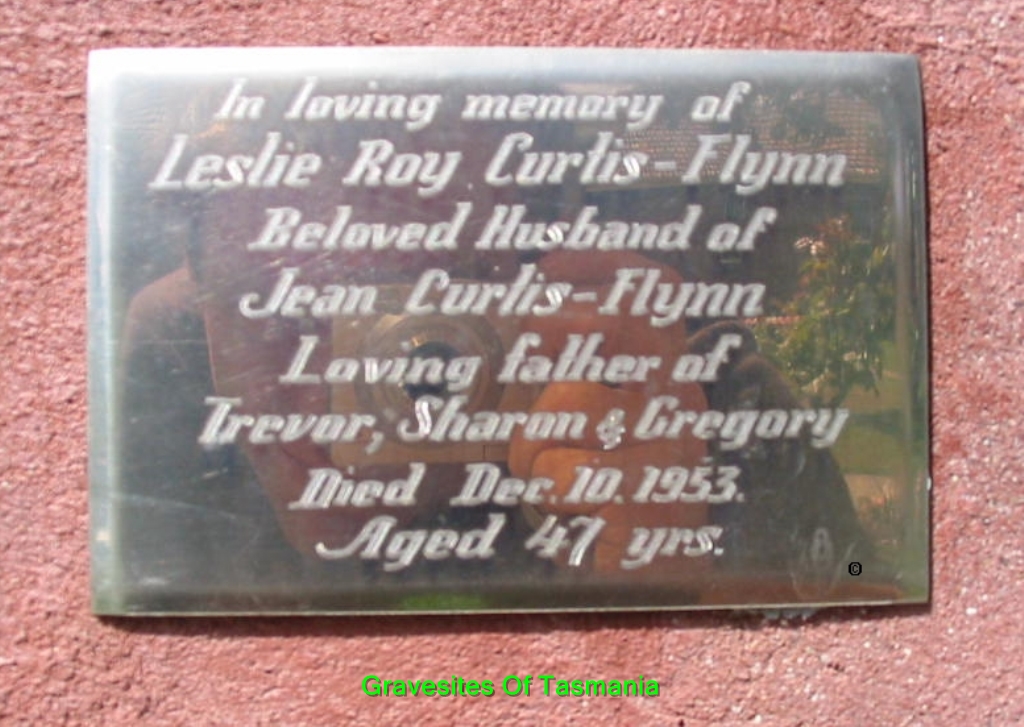 In loving memory of
Leslie Roy Curtis-Flynn
Beloved Husband of
Jean Curtis-Flynn
Loving father of
Trevor, Sharon & Gregory
Died Dec. 10. 1953.
Aged 47 yrs.
©
Gravesites Of Tasmania